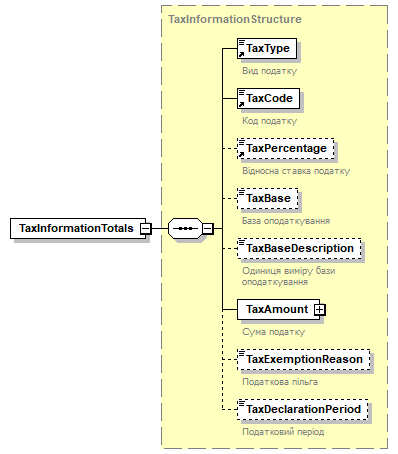 TaxInformationStructure
TaxType
Вид податку
TaxCode
Код податку
TaxPercentage
Відносна ставка податку
TaxInformationTotals
TaxBase
База оподаткування
TaxBaseDescription
Одиниця виміру бази
оподаткування
TaxAmount
Сума податку
TaxExemptionReason
Податкова пільга
TaxDeclarationPeriod
Податковий період